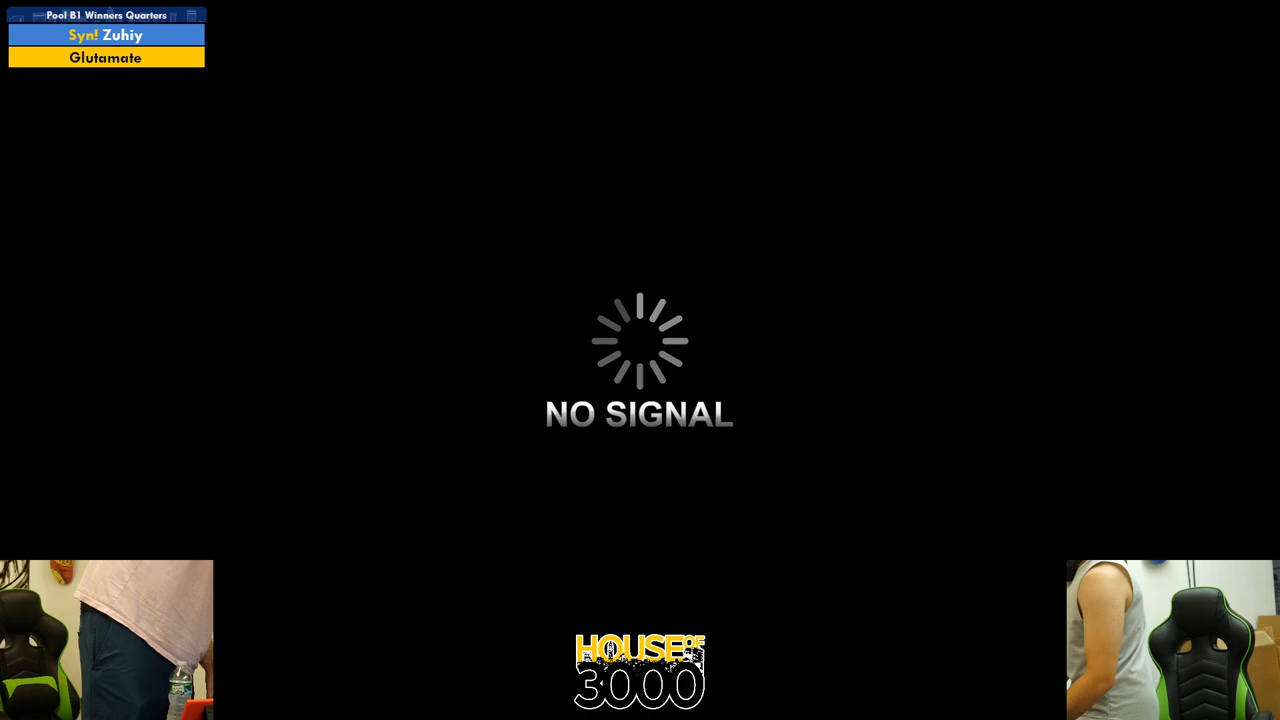 Pool B1 Winners Quarters
Syn! Zuhiy
Glutamate
NO SIGNAL
HOUSE OF
3000